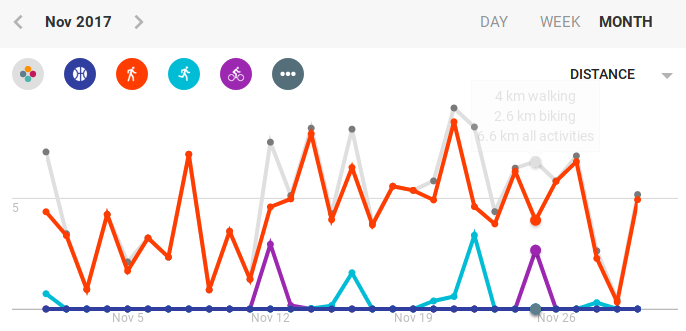 Nov 2017
DAY WEEK MONTH
DISTANCE
4 km walking
2.6 km biking
6.6 km all activities
5
Nov 5 Nov 12 Nov 19 Nov 26